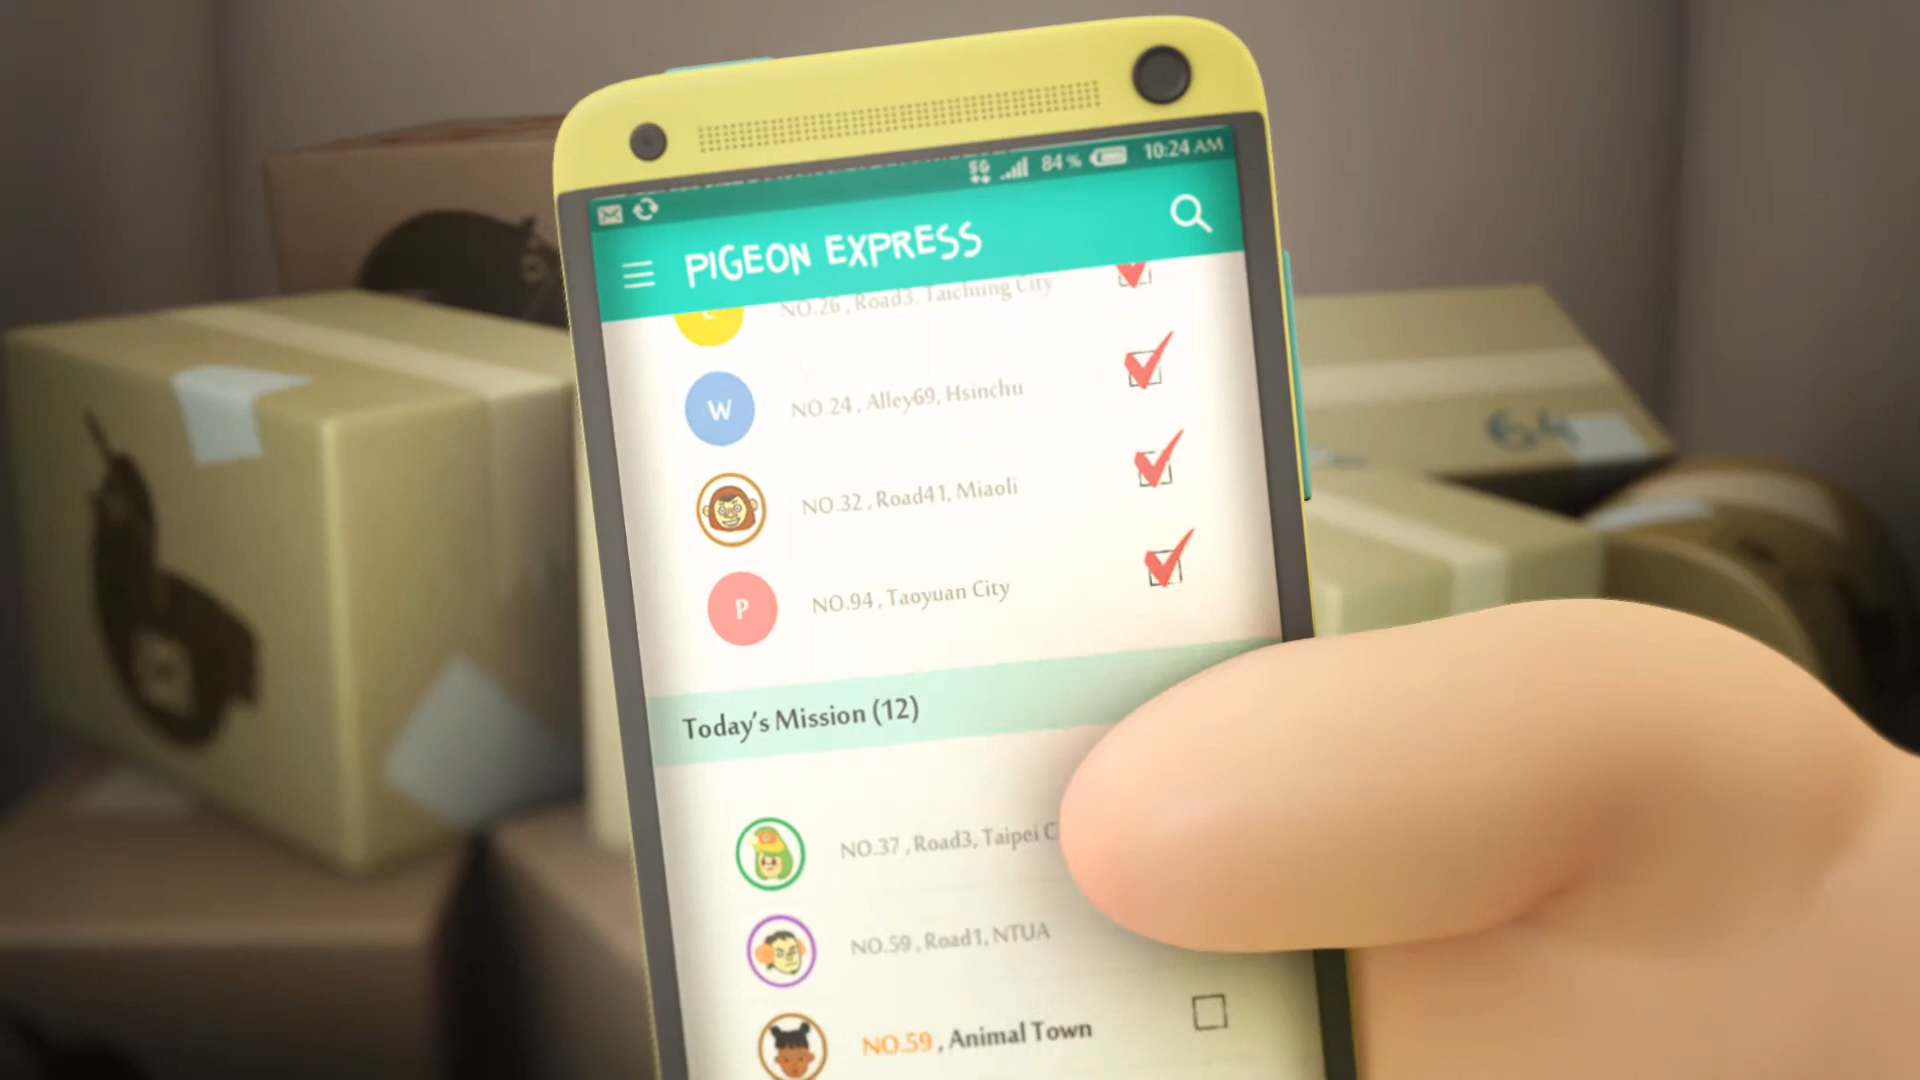 5G 84% 10:24 AM
PIGEON EXPRESS
NO.26, Road3. Taichung City
W NO.24, Alley69, Hsinchu
NO.32, Road41, Miaoli
P NO.94, Taoyuan City
Today's Mission (12)
NO.37, Road3, Taipei C
NO.59, Road1, NTUA
NO.59, Animal Town
64